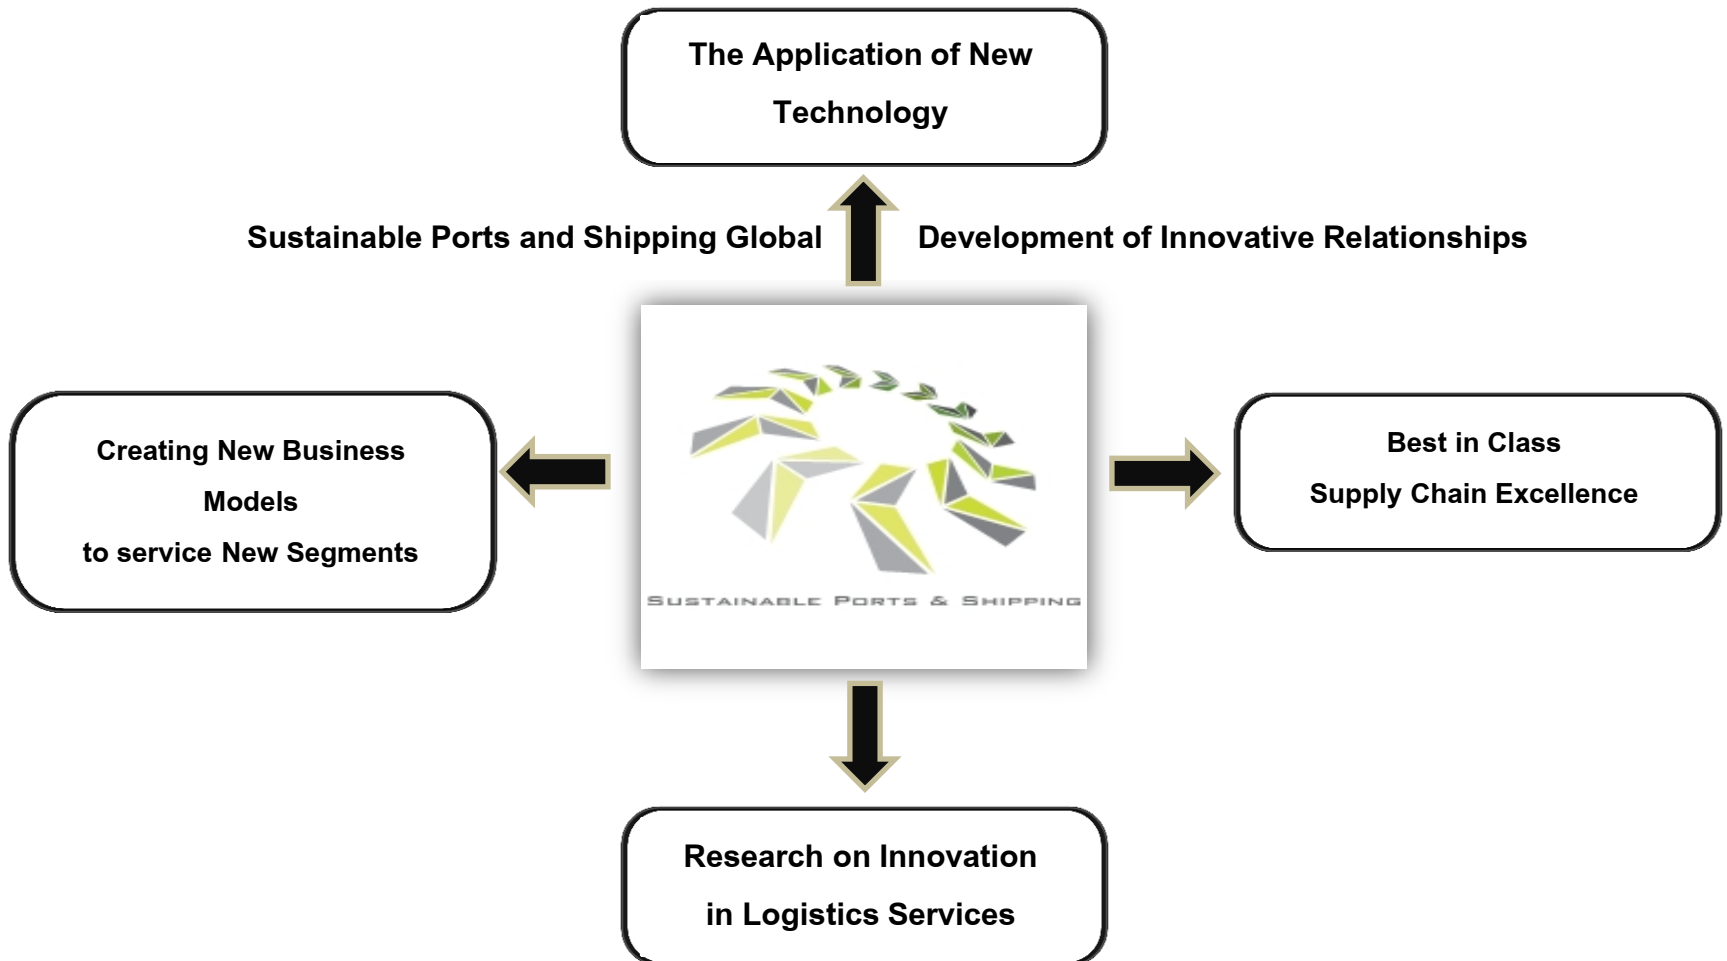 The Application of New
Technology
Sustainable Ports and Shipping Global
Development of Innovative Relationships
Creating New Business
Models
to service New Segments
SUSTAINABLE PORTS & SHIPPING
Best in Class
Supply Chain Excellence
Research on Innovation
in Logistics Services